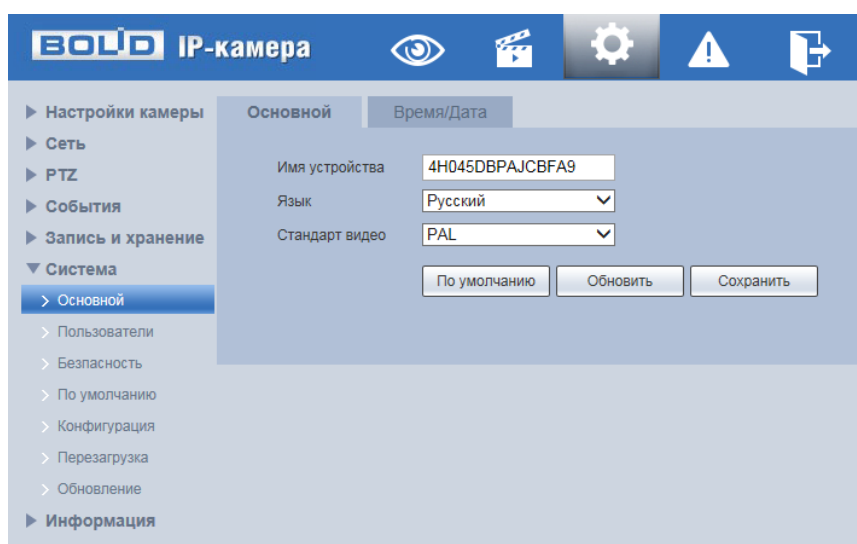 BOLID IP-камера
Настройки камеры
Сеть
PTZ
События
Запись и хранение
Система
Основной
Пользователи
Безпасность
По умолчанию
Конфигурация
Перезагрузка
Обновление
Информация
Основной Время/Дата
Имя устройства 4H045DBPAJCBFA9
Язык Русский
Стандарт видео PAL
По умолчанию Обновить Сохранить